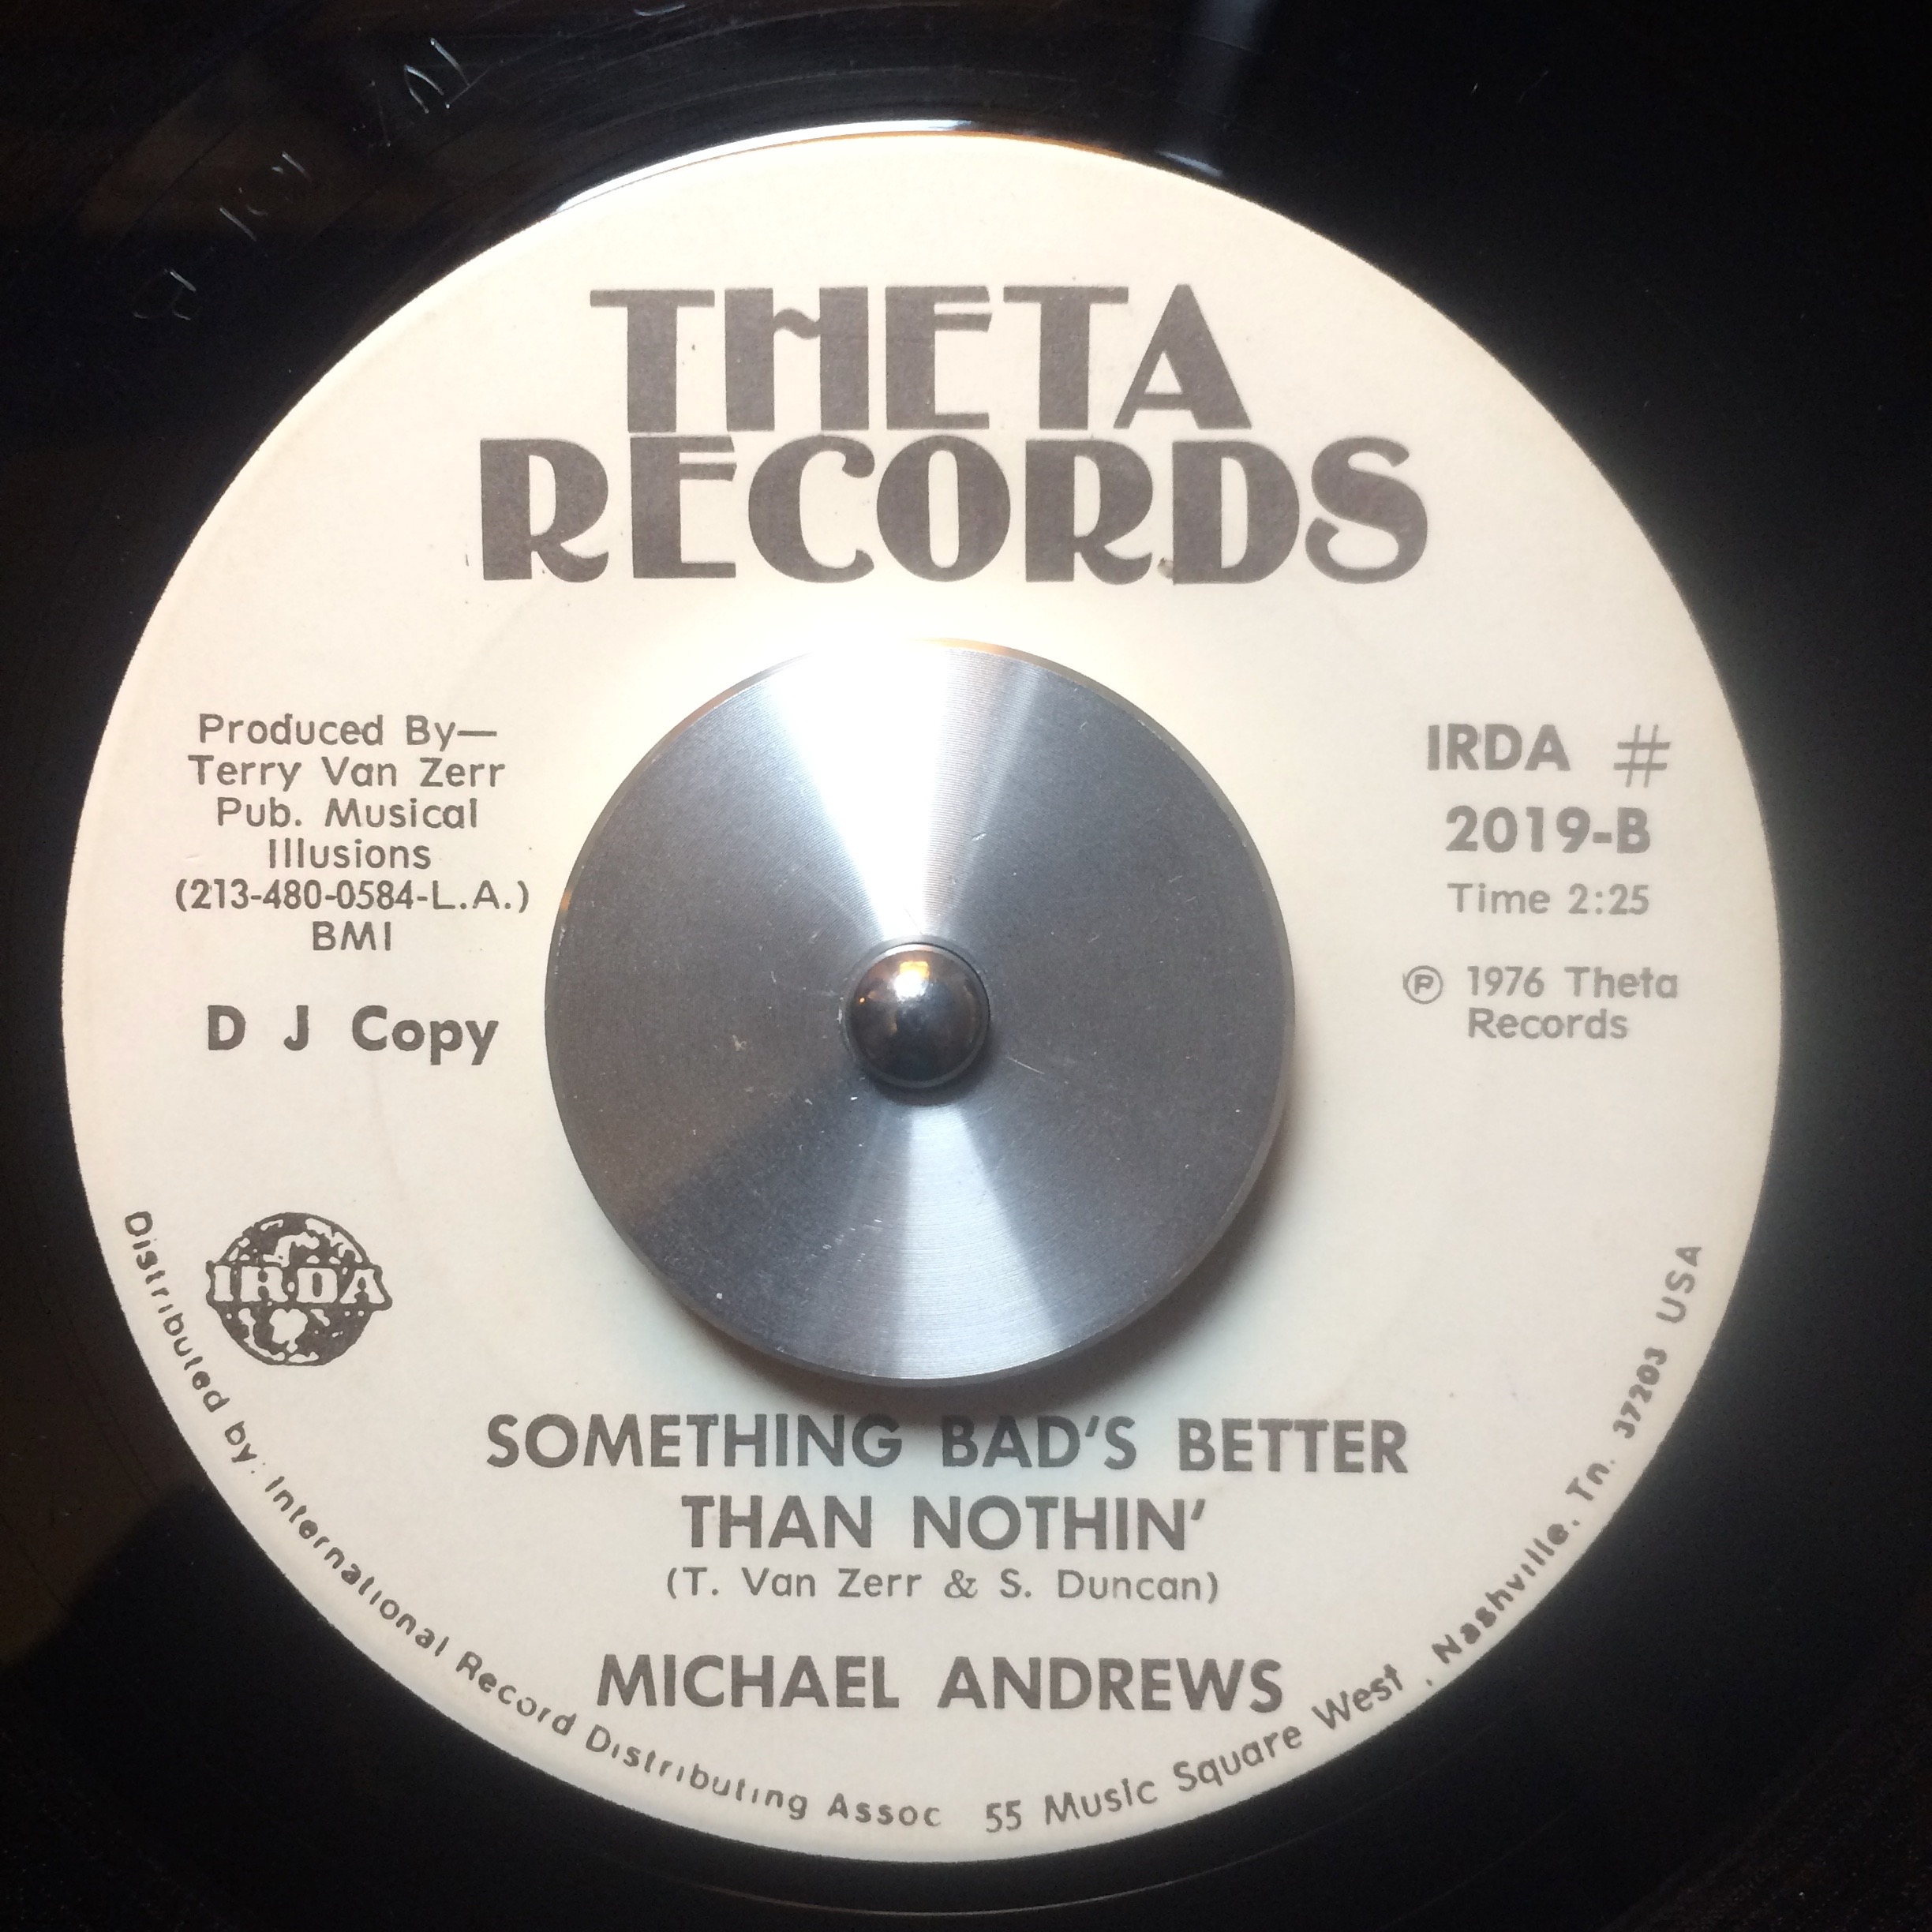 THETA
RECORDS
Produced By—
Terry Van Zerr
Pub. Musical
Illusions
(213-480-0584-L.A.)
BMI
D J Copy
IRDA #
2019-B
Time 2:25
℗ 1976 Theta
Records
IRDA
SOMETHING BAD'S BETTER
THAN NOTHIN'
(T. Van Zerr & S. Duncan)
MICHAEL ANDREWS
Distributed by: International Record Distributing Assoc 55 Music Square West, Nashville, Tn. 37203 USA